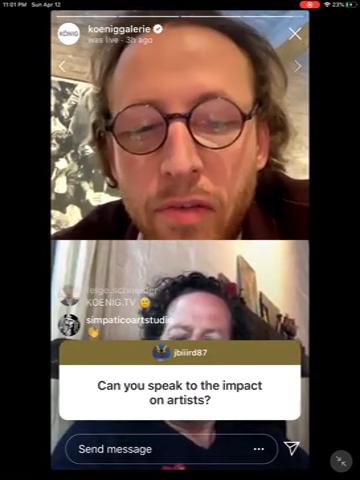 11:01 PM Sun Apr 12
23%
KÖNIG
koeniggalerie
was live · 3h ago
KOENIG.TV
simpaticoartstudio
jbiiird87
Can you speak to the impact
on artists?
Send message